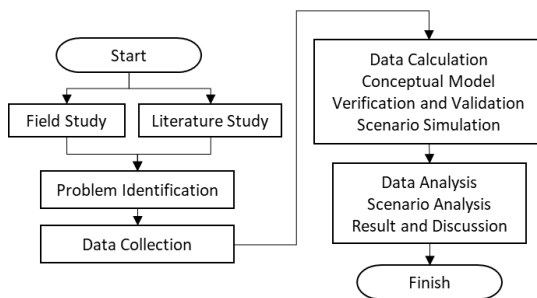 Start
Field Study
Literature Study
Problem Identification
Data Collection
Data Calculation
Conceptual Model
Verification and Validation
Scenario Simulation
Data Analysis
Scenario Analysis
Result and Discussion
Finish